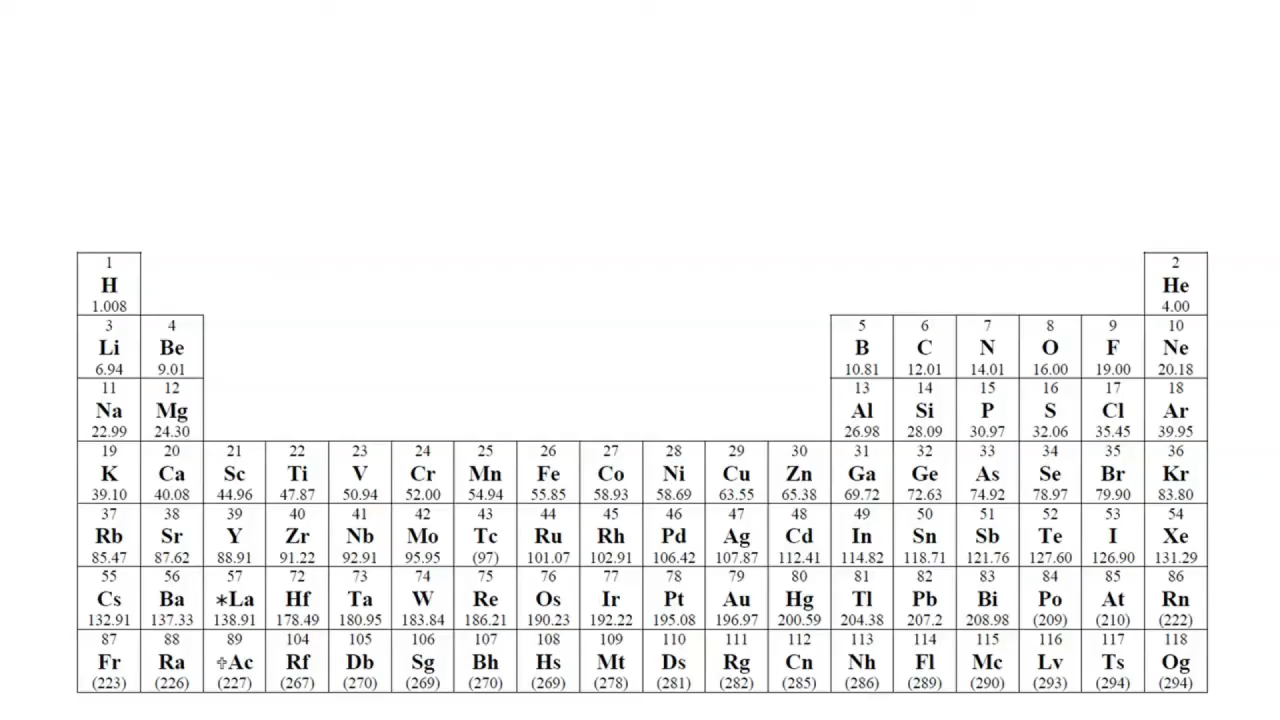 1 2
H He
1.008 4.00
3 4 5 6 7 8 9 10
Li Be B C N O F Ne
6.94 9.01 10.81 12.01 14.01 16.00 19.00 20.18
11 12 13 14 15 16 17 18
Na Mg Al Si P S Cl Ar
22.99 24.30 26.98 28.09 30.97 32.06 35.45 39.95
19 20 21 22 23 24 25 26 27 28 29 30 31 32 33 34 35 36
K Ca Sc Ti V Cr Mn Fe Co Ni Cu Zn Ga Ge As Se Br Kr
39.10 40.08 44.96 47.87 50.94 52.00 54.94 55.85 58.93 58.69 63.55 65.38 69.72 72.63 74.92 78.97 79.90 83.80
37 38 39 40 41 42 43 44 45 46 47 48 49 50 51 52 53 54
Rb Sr Y Zr Nb Mo Tc Ru Rh Pd Ag Cd In Sn Sb Te I Xe
85.47 87.62 88.91 91.22 92.91 95.95 (97) 101.07 102.91 106.42 107.87 112.41 114.82 118.71 121.76 127.60 126.90 131.29
55 56 57 72 73 74 75 76 77 78 79 80 81 82 83 84 85 86
Cs Ba *La Hf Ta W Re Os Ir Pt Au Hg Tl Pb Bi Po At Rn
132.91 137.33 138.91 178.49 180.95 183.84 186.21 190.23 192.22 195.08 196.97 200.59 204.38 207.2 208.98 (209) (210) (222)
87 88 89 104 105 106 107 108 109 110 111 112 113 114 115 116 117 118
Fr Ra †Ac Rf Db Sg Bh Hs Mt Ds Rg Cn Nh Fl Mc Lv Ts Og
(223) (226) (227) (267) (270) (269) (270) (269) (278) (281) (282) (285) (286) (289) (290) (293) (294) (294)